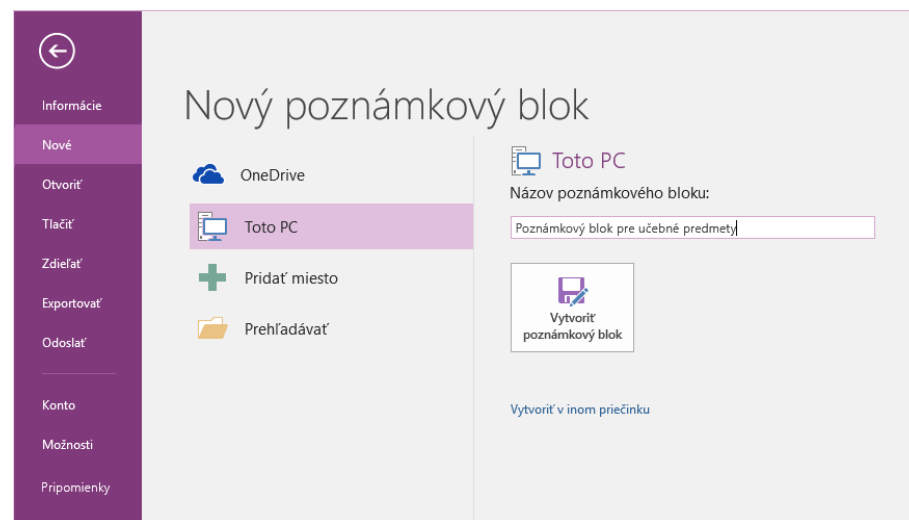 Informácie
Nové
Otvoriť
Tlačiť
Zdieľať
Exportovať
Odoslať
Konto
Možnosti
Pripomienky
Nový poznámkový blok
OneDrive
Toto PC
Pridať miesto
Prehľadávať
Toto PC
Názov poznámkového bloku:
Poznámkový blok pre učebné predmety
Vytvoriť
poznámkový blok
Vytvoriť v inom priečinku